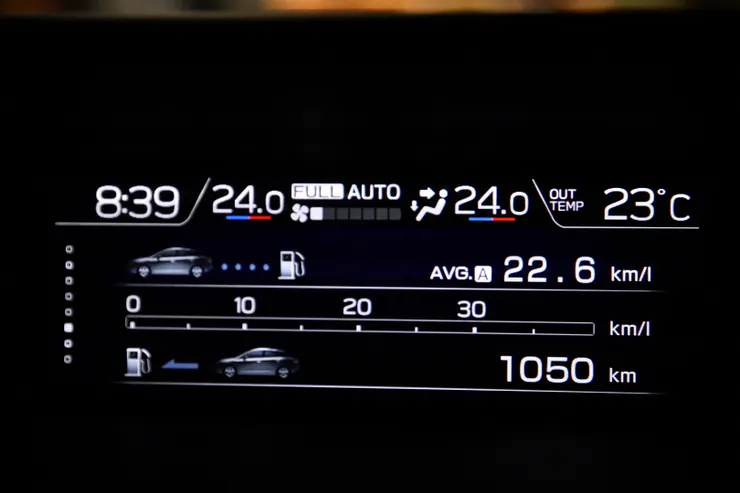 8:39 24.0 FULL AUTO 24.0 OUT TEMP 23°C
AVG. A 22.6 km/l
0 10 20 30
km/l
1050 km